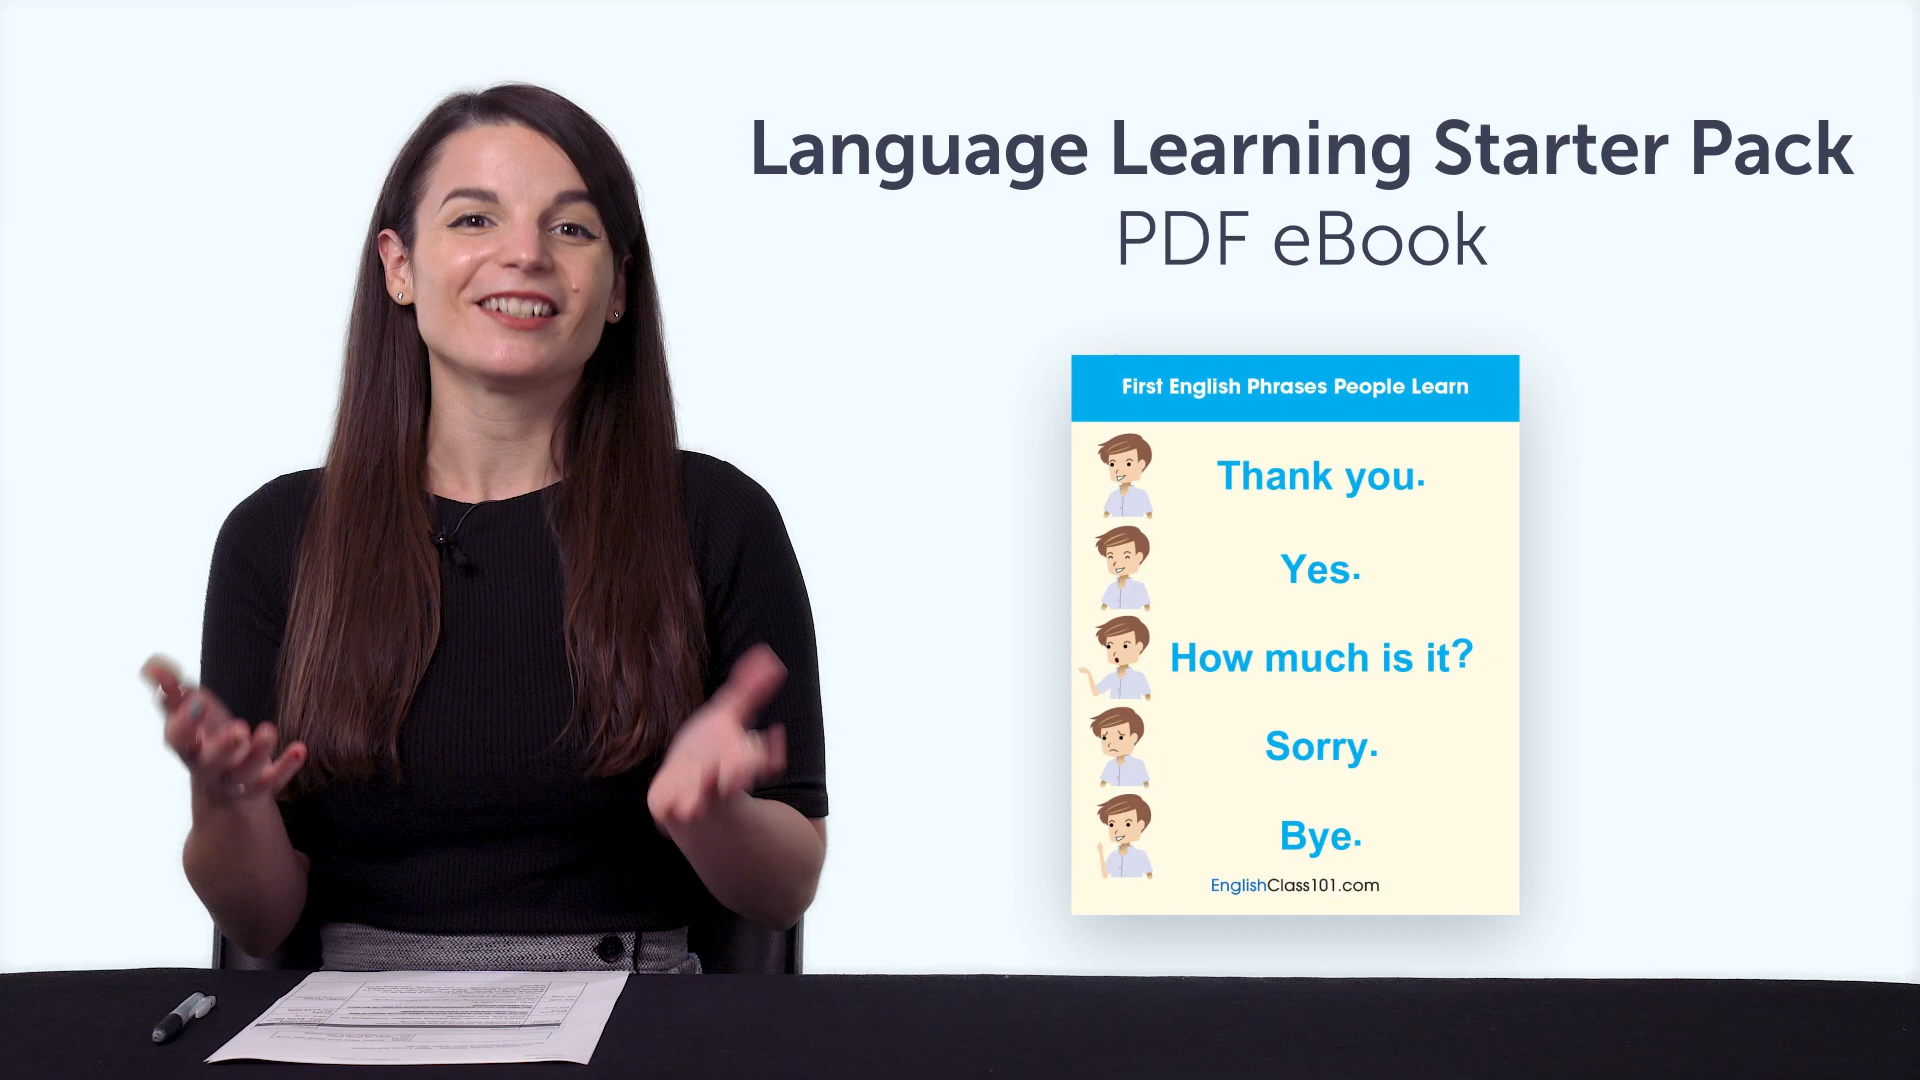 Language Learning Starter Pack
PDF eBook
First English Phrases People Learn
Thank you.
Yes.
How much is it?
Sorry.
Bye.
EnglishClass101.com